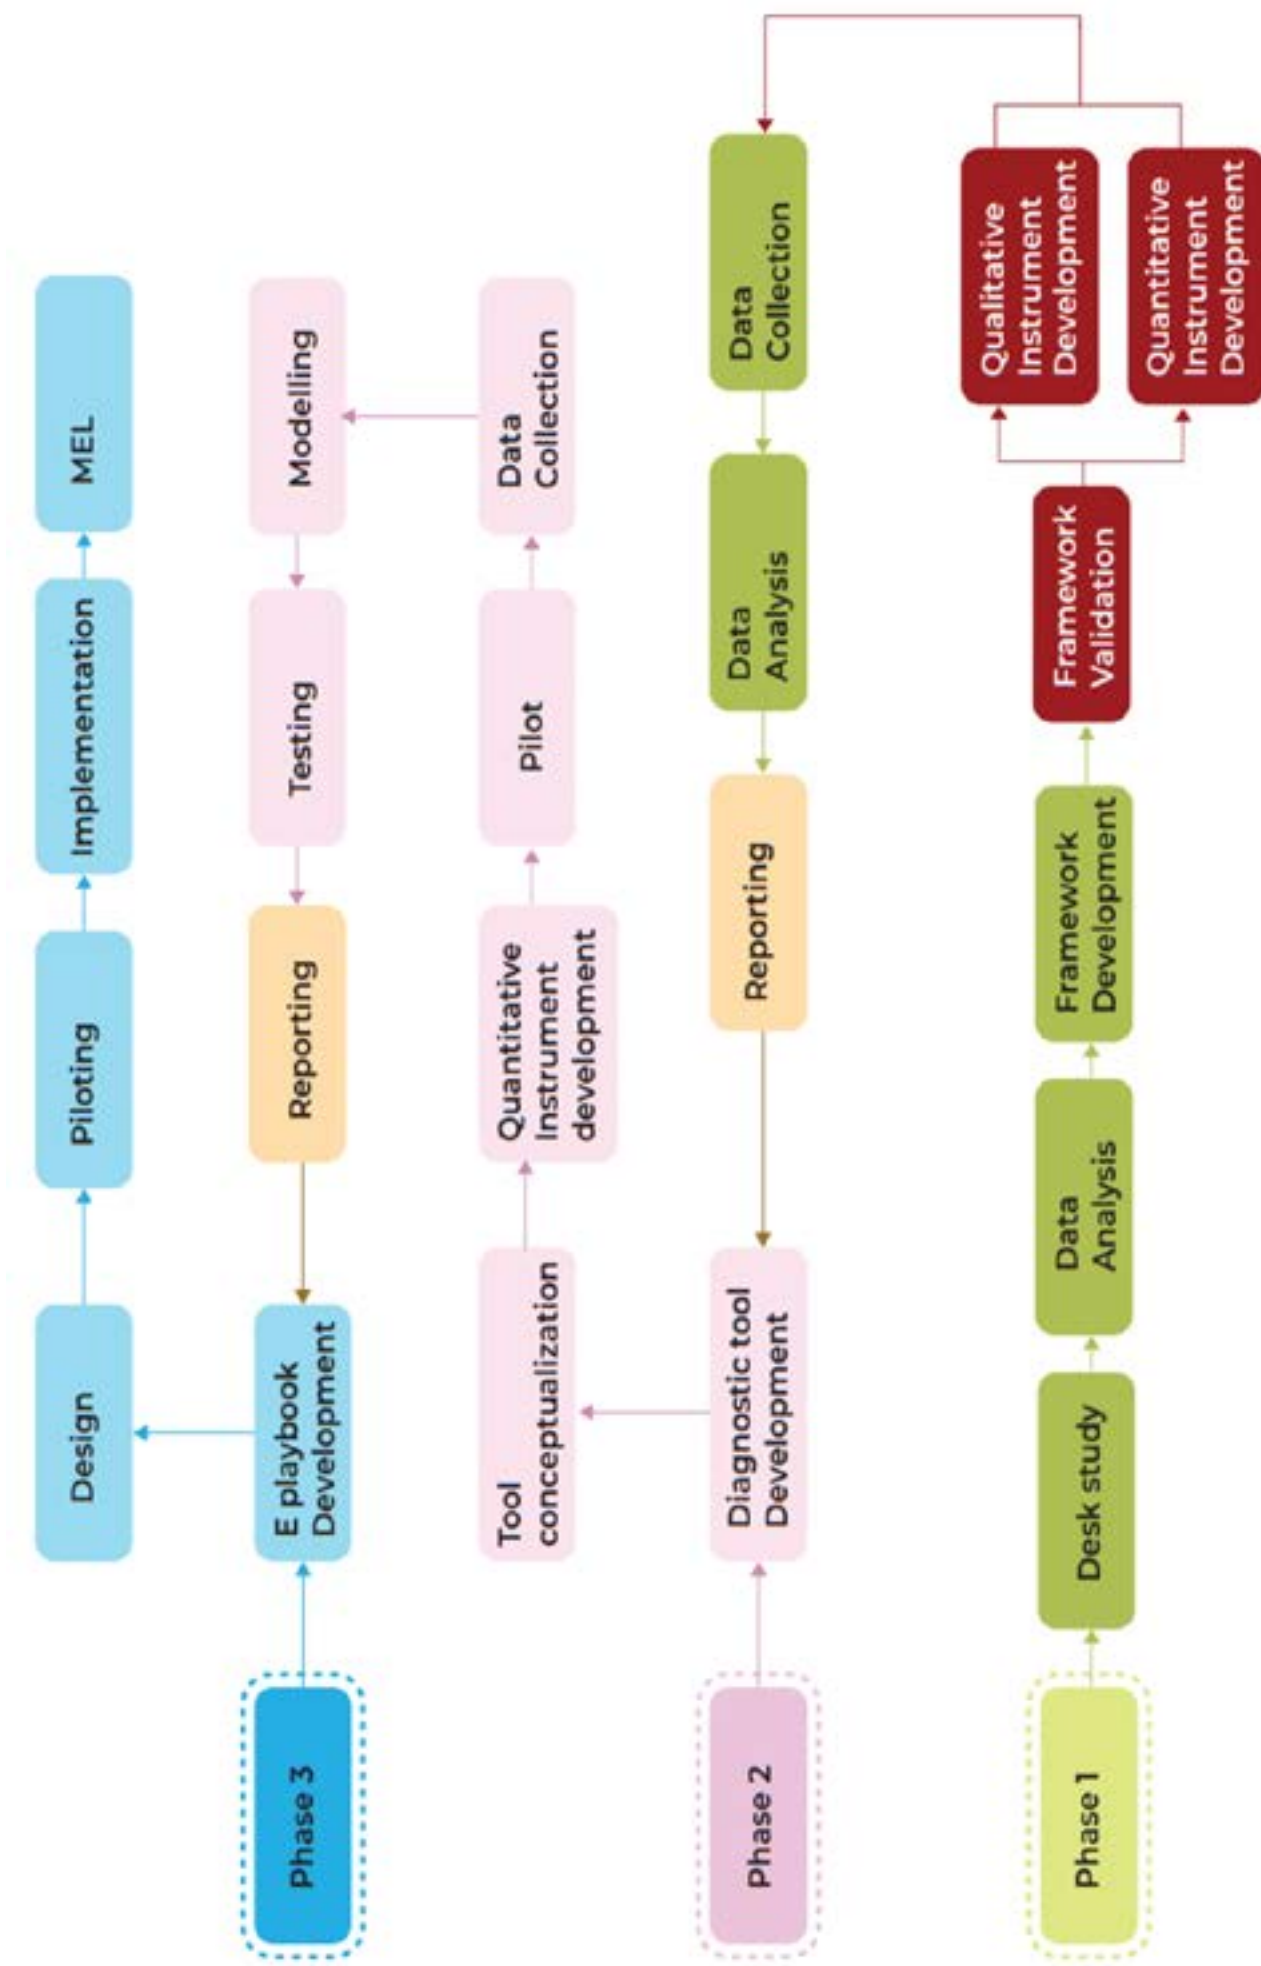 Phase 3
E playbook
Development
Design
Piloting
Implementation
MEL
Reporting
Testing
Modelling
Tool
conceptualization
Quantitative
Instrument
development
Pilot
Data
Collection
Phase 2
Diagnostic tool
Development
Reporting
Data
Analysis
Data
Collection
Phase 1
Desk study
Data
Analysis
Framework
Development
Framework
Validation
Qualitative
Instrument
Development
Quantitative
Instrument
Development